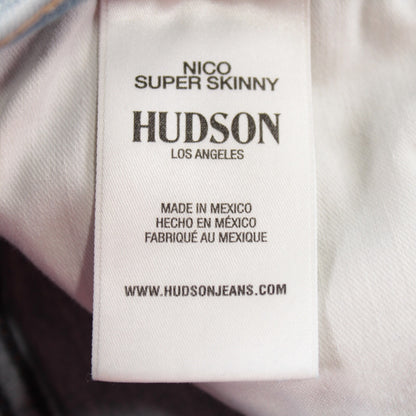 NICO
SUPER SKINNY
HUDSON
LOS ANGELES
MADE IN MEXICO
HECHO EN MÉXICO
FABRIQUÉ AU MEXIQUE
WWW.HUDSONJEANS.COM